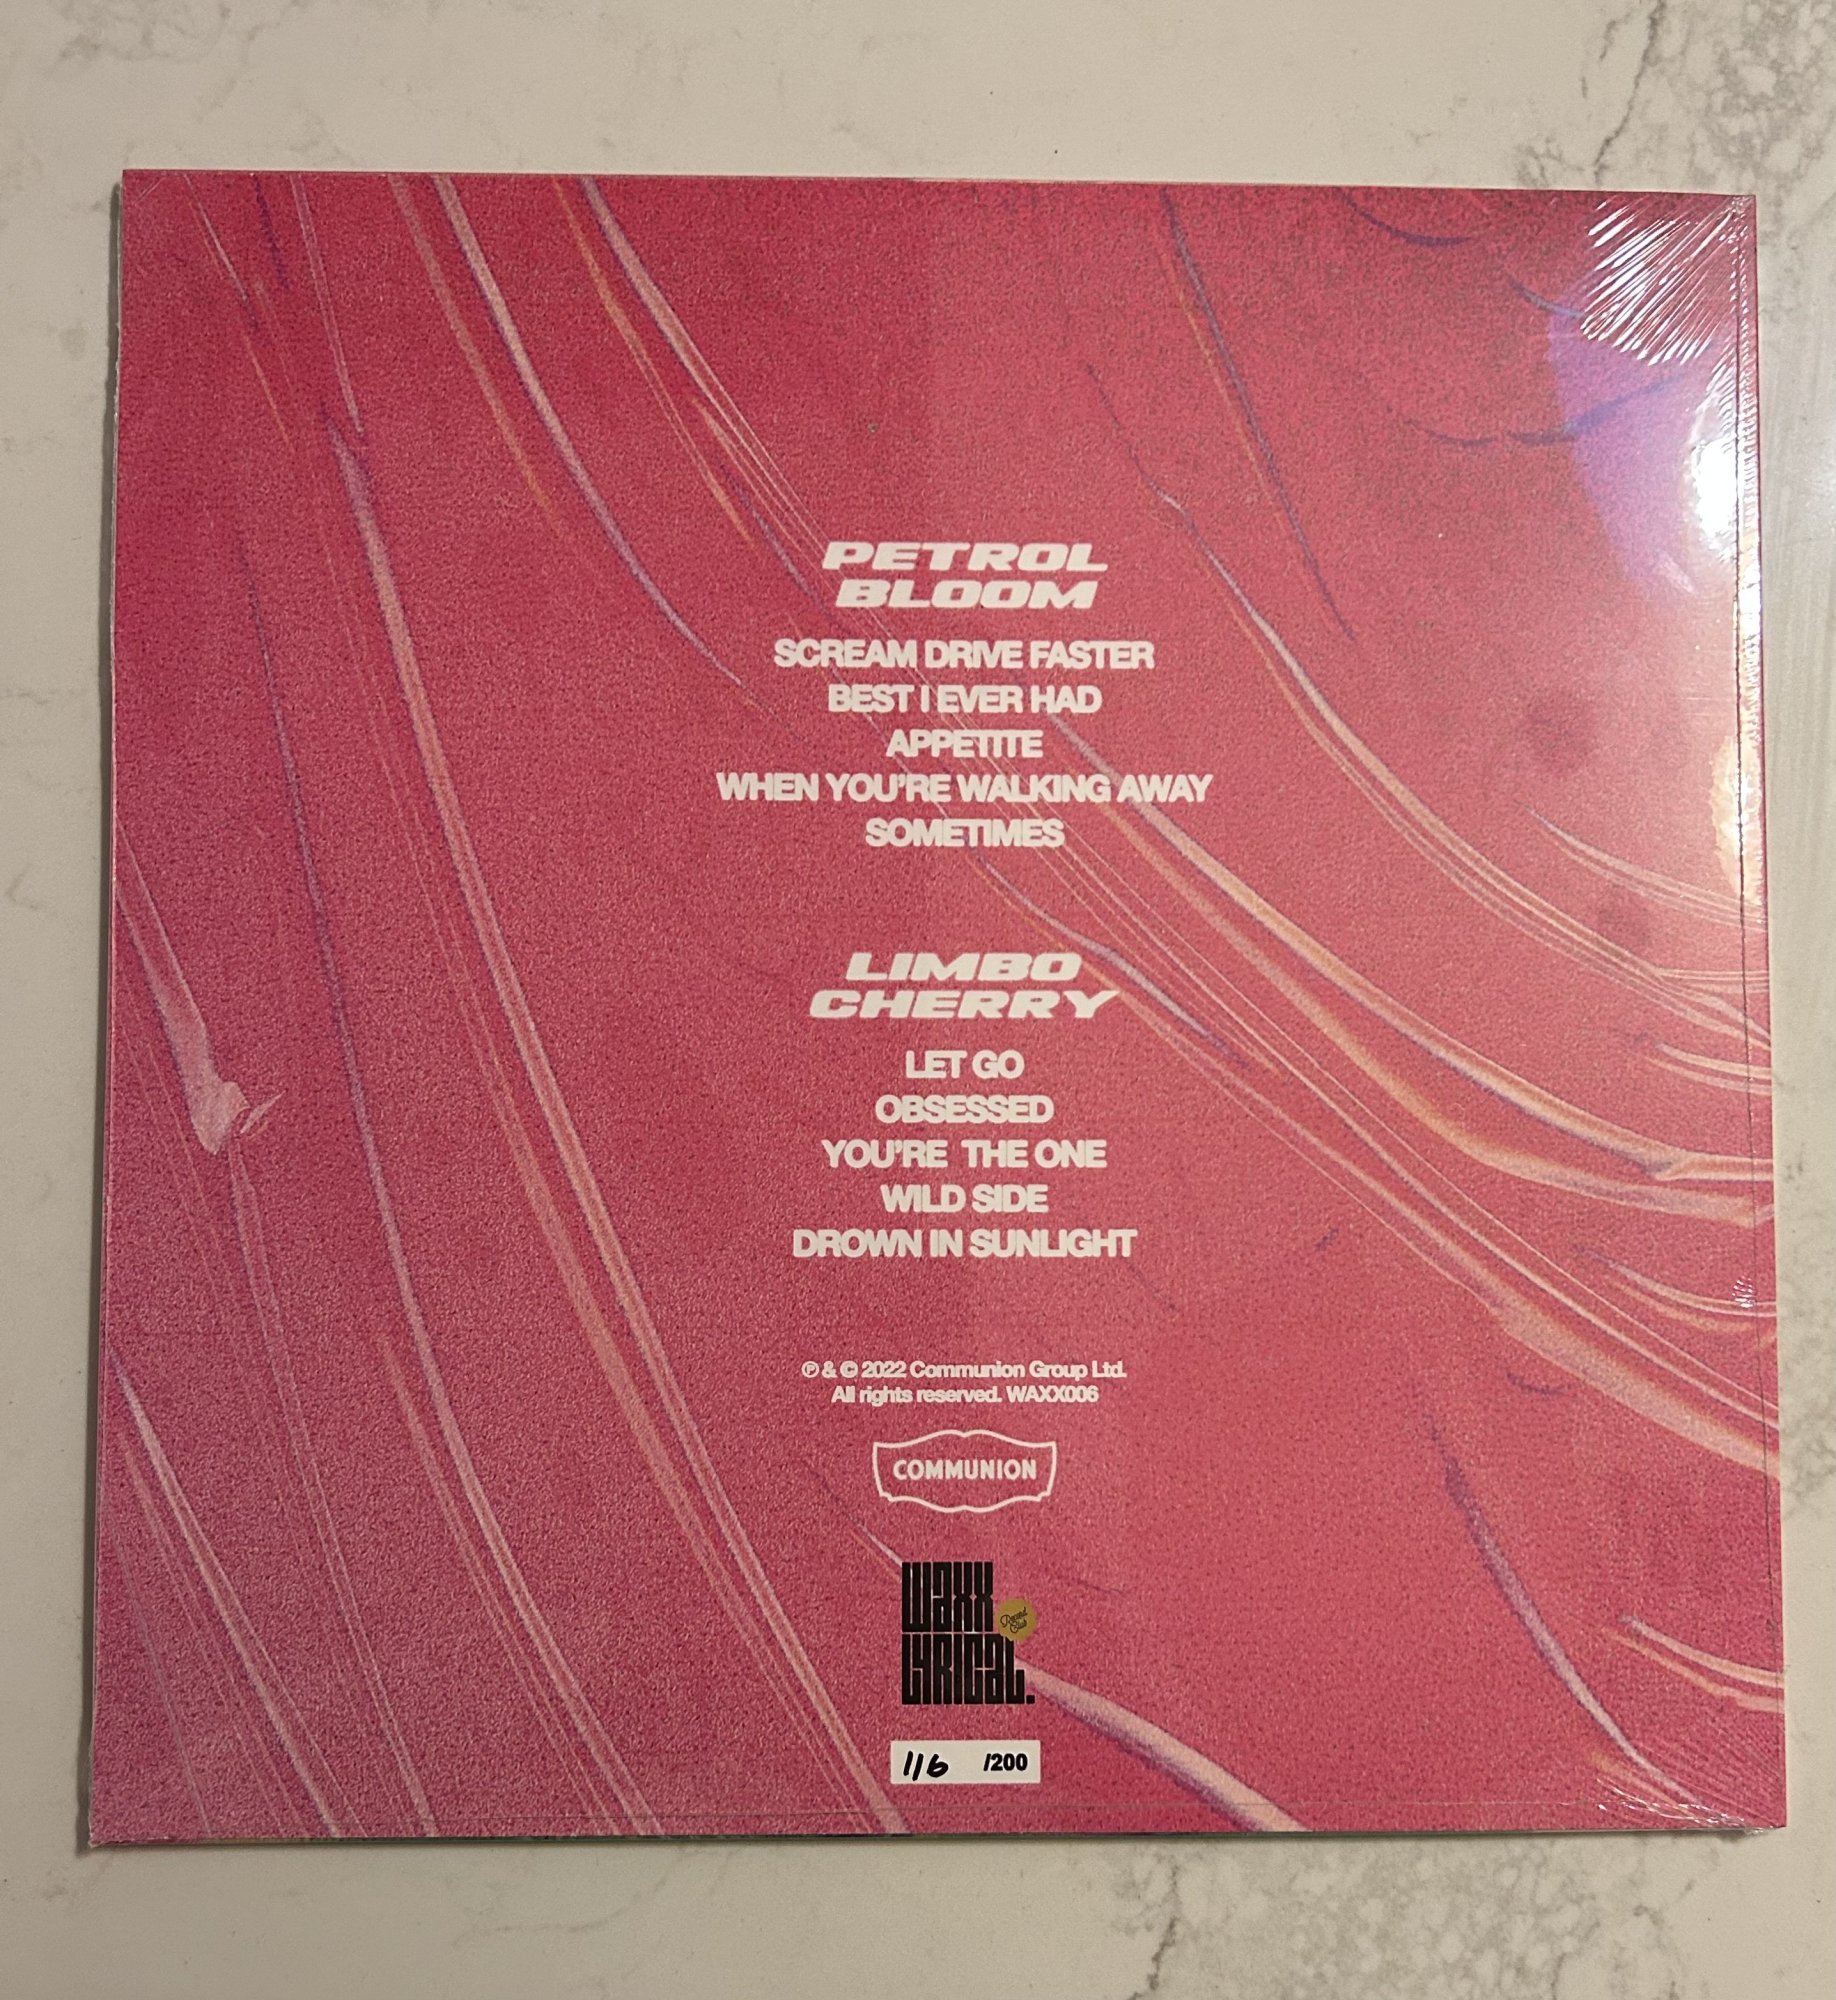 PETROL
BLOOM
SCREAM DRIVE FASTER
BEST I EVER HAD
APPETITE
WHEN YOU'RE WALKING AWAY
SOMETIMES
LIMBO
CHERRY
LET GO
OBSESSED
YOU'RE THE ONE
WILD SIDE
DROWN IN SUNLIGHT
℗ & © 2022 Communion Group Ltd.
All rights reserved. WAXX006
COMMUNION
WAXX
Record
Club
LYRICAL.
116 /200